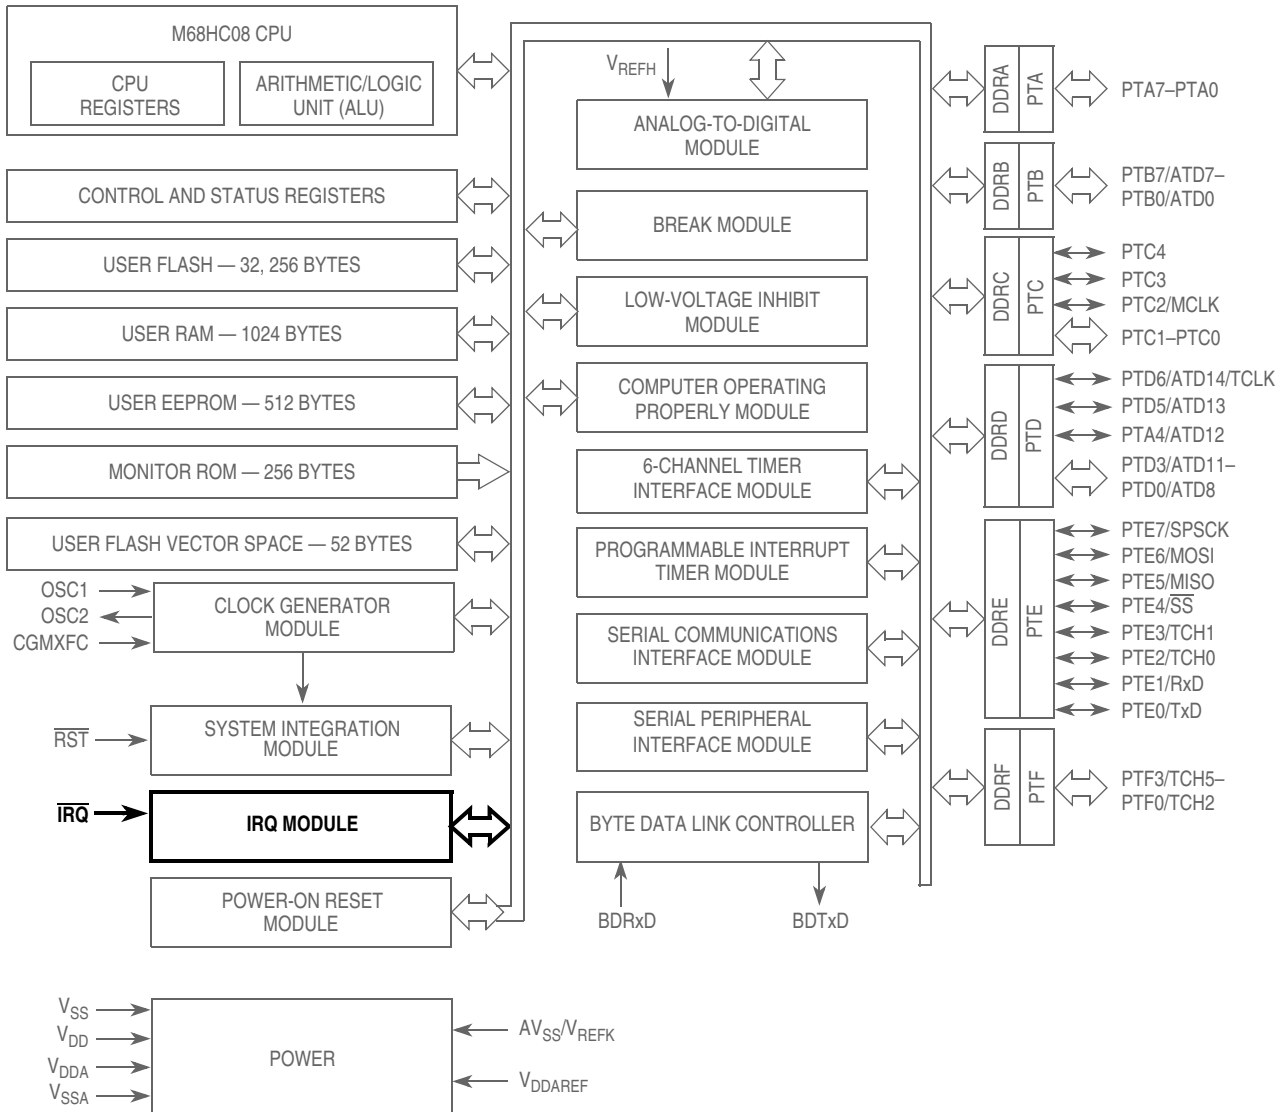 M68HC08 CPU
CPU
REGISTERS
ARITHMETIC/LOGIC
UNIT (ALU)
CONTROL AND STATUS REGISTERS
USER FLASH — 32, 256 BYTES
USER RAM — 1024 BYTES
USER EEPROM — 512 BYTES
MONITOR ROM — 256 BYTES
USER FLASH VECTOR SPACE — 52 BYTES
OSC1
OSC2
CGMXFC
CLOCK GENERATOR
MODULE
RST
SYSTEM INTEGRATION
MODULE
IRQ
IRQ MODULE
POWER-ON RESET
MODULE
VSS
VDD
VDDA
VSSA
POWER
AVSS/VREFK
VDDAREF
VREFH
ANALOG-TO-DIGITAL
MODULE
BREAK MODULE
LOW-VOLTAGE INHIBIT
MODULE
COMPUTER OPERATING
PROPERLY MODULE
6-CHANNEL TIMER
INTERFACE MODULE
PROGRAMMABLE INTERRUPT
TIMER MODULE
SERIAL COMMUNICATIONS
INTERFACE MODULE
SERIAL PERIPHERAL
INTERFACE MODULE
BYTE DATA LINK CONTROLLER
BDRxD
BDTxD
DDRA
PTA
PTA7–PTA0
DDRB
PTB
PTB7/ATD7–
PTB0/ATD0
DDRC
PTC
PTC4
PTC3
PTC2/MCLK
PTC1–PTC0
DDRD
PTD
PTD6/ATD14/TCLK
PTD5/ATD13
PTA4/ATD12
PTD3/ATD11–
PTD0/ATD8
DDRE
PTE
PTE7/SPSCK
PTE6/MOSI
PTE5/MISO
PTE4/SS
PTE3/TCH1
PTE2/TCH0
PTE1/RxD
PTE0/TxD
DDRF
PTF
PTF3/TCH5–
PTF0/TCH2